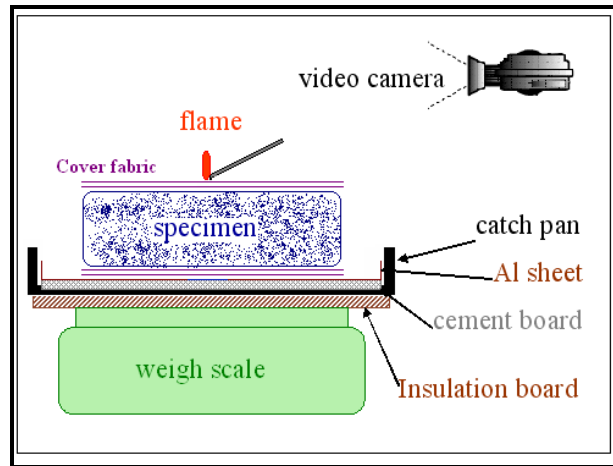 video camera
flame
Cover fabric
specimen
catch pan
Al sheet
cement board
weigh scale
Insulation board